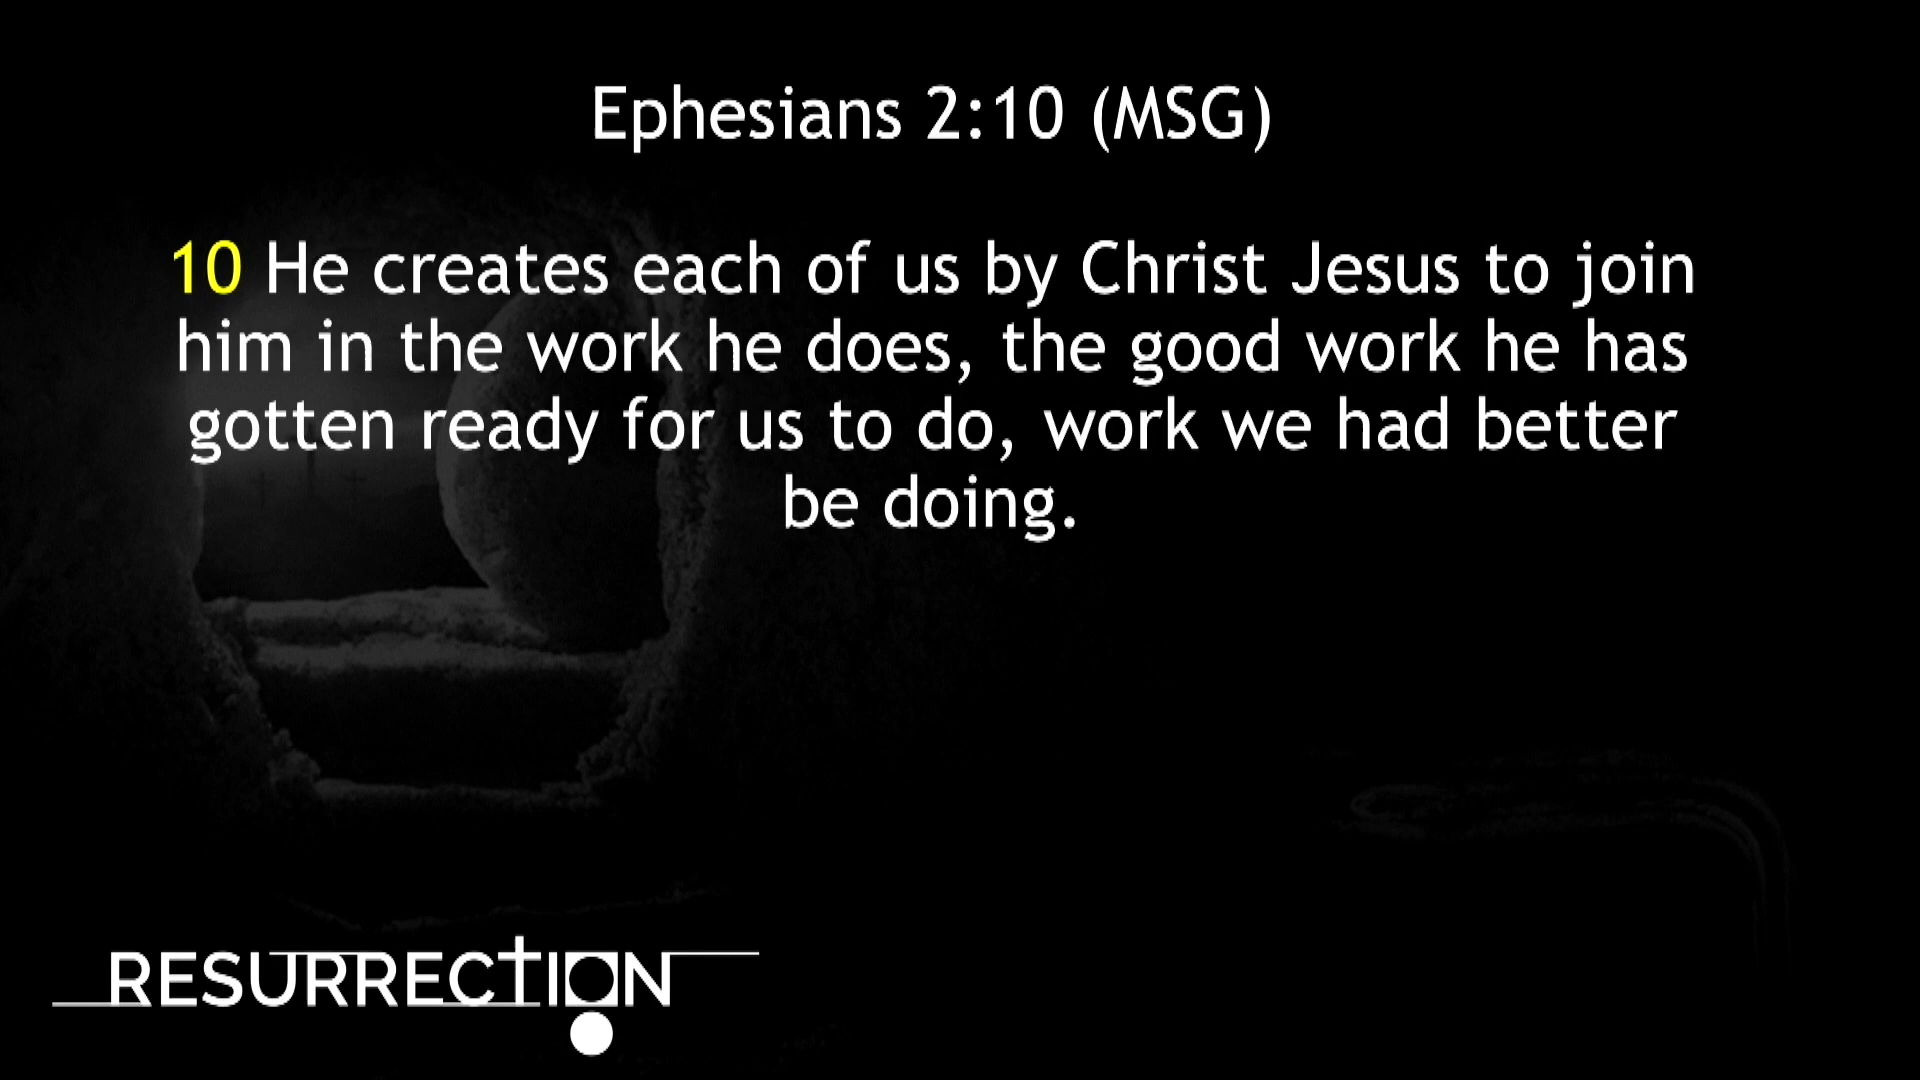 Ephesians 2:10 (MSG)
10 He creates each of us by Christ Jesus to join
him in the work he does, the good work he has
gotten ready for us to do, work we had better
be doing.
RESURRECTION